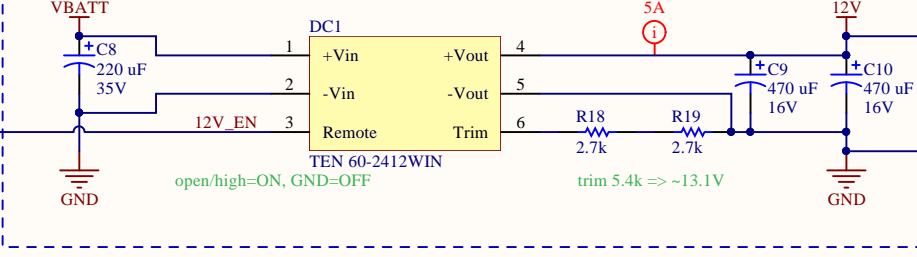 VBATT
5A
12V
DC1
i
C8
220 uF
35V
1
+Vin
+Vout
4
C9
470 uF
16V
C10
470 uF
16V
2
-Vin
-Vout
5
12V_EN
3
Remote
Trim
6
R18
2.7k
R19
2.7k
TEN 60-2412WIN
open/high=ON, GND=OFF
trim 5.4k => ~13.1V
GND
GND